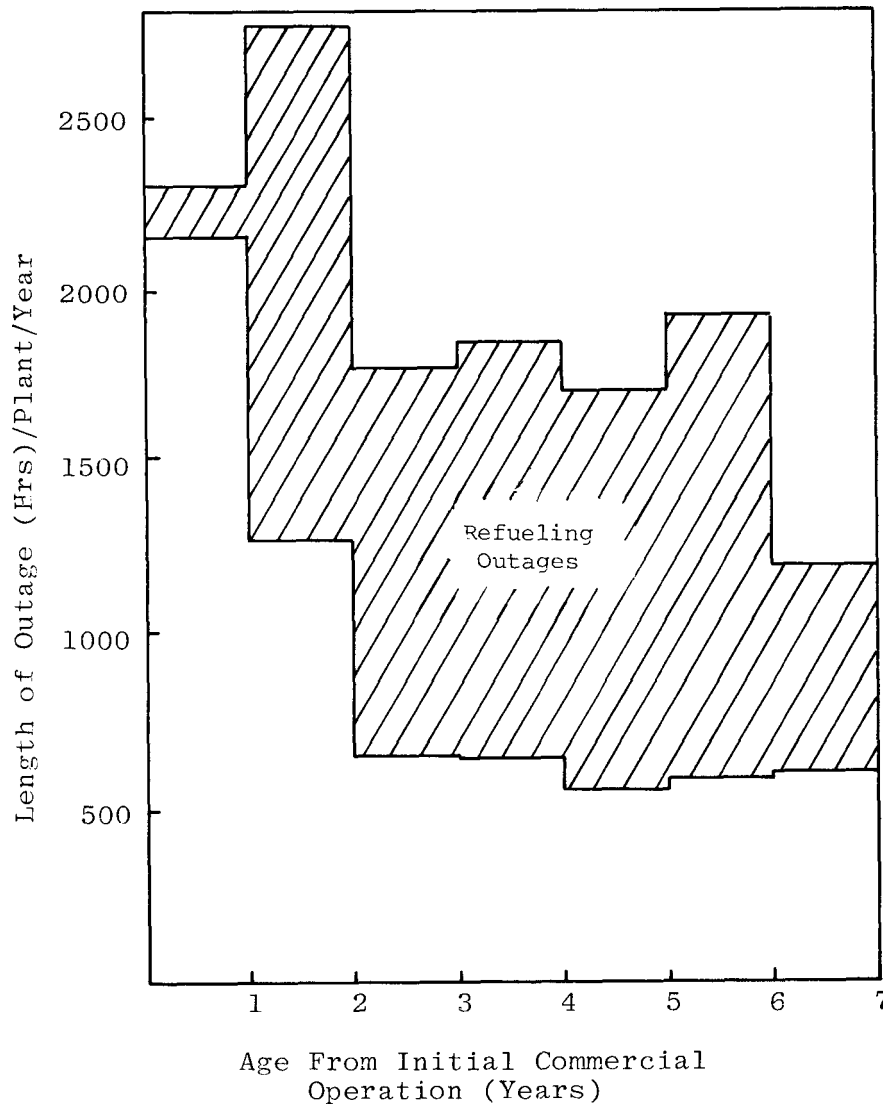 Length of Outage (Hrs)/Plant/Year
2500
2000
1500
1000
500
Refueling
Outages
1 2 3 4 5 6 7
Age From Initial Commercial
Operation (Years)